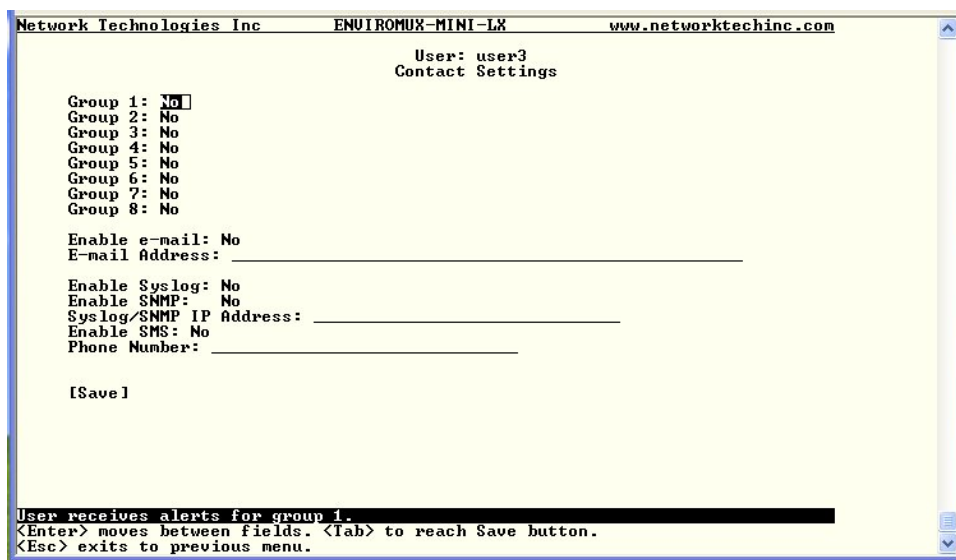 Network Technologies Inc ENVIROMUX-MINI-LX www.networktechinc.com
User: user3
Contact Settings
Group 1: No
Group 2: No
Group 3: No
Group 4: No
Group 5: No
Group 6: No
Group 7: No
Group 8: No
Enable e-mail: No
E-mail Address:
Enable Syslog: No
Enable SNMP: No
Syslog/SNMP IP Address:
Enable SMS: No
Phone Number:
[Save]
User receives alerts for group 1.
<Enter> moves between fields. <Tab> to reach Save button.
<Esc> exits to previous menu.